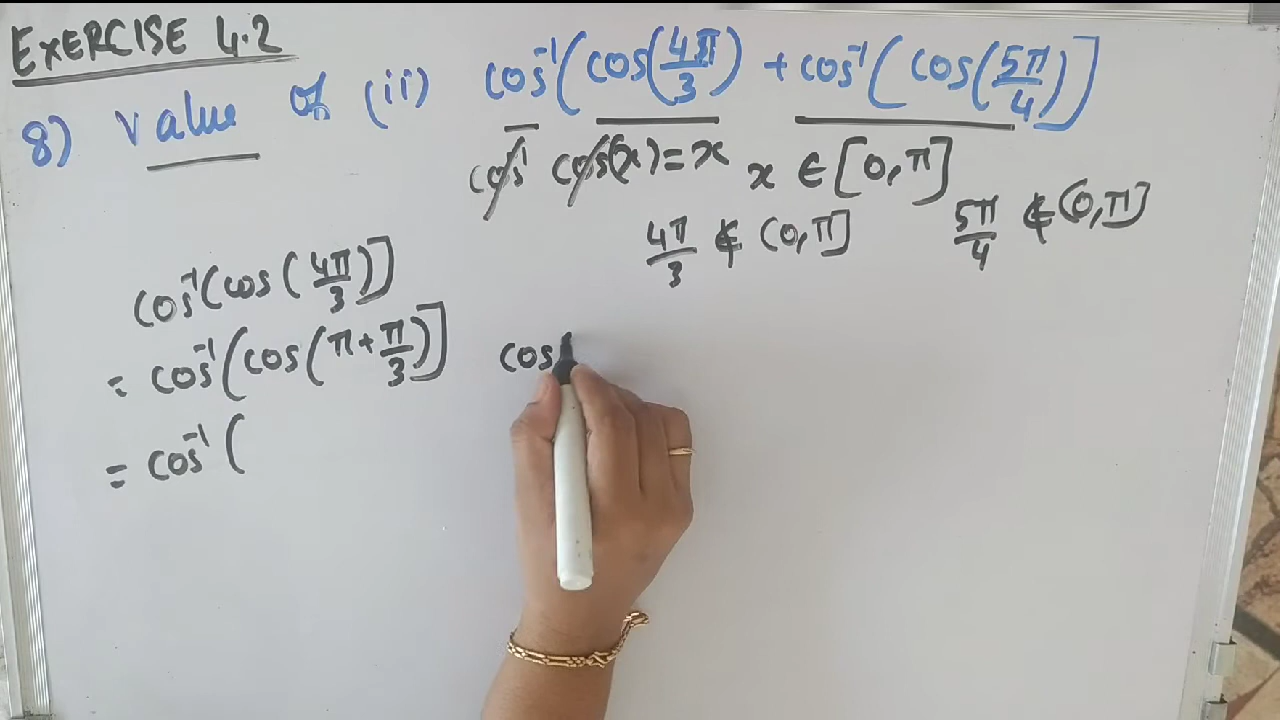 EXERCISE 4.2
8) value of (ii) cos⁻¹(cos(4π/3) + cos⁻¹(cos(5π/4)]
cos⁻¹ cos(x) = x x ∈ [0, π]
4π/3 ∉ (0, π] 5π/4 ∉ (0, π]
cos⁻¹(cos(4π/3)]
= cos⁻¹(cos(π + π/3)] cos
= cos⁻¹(